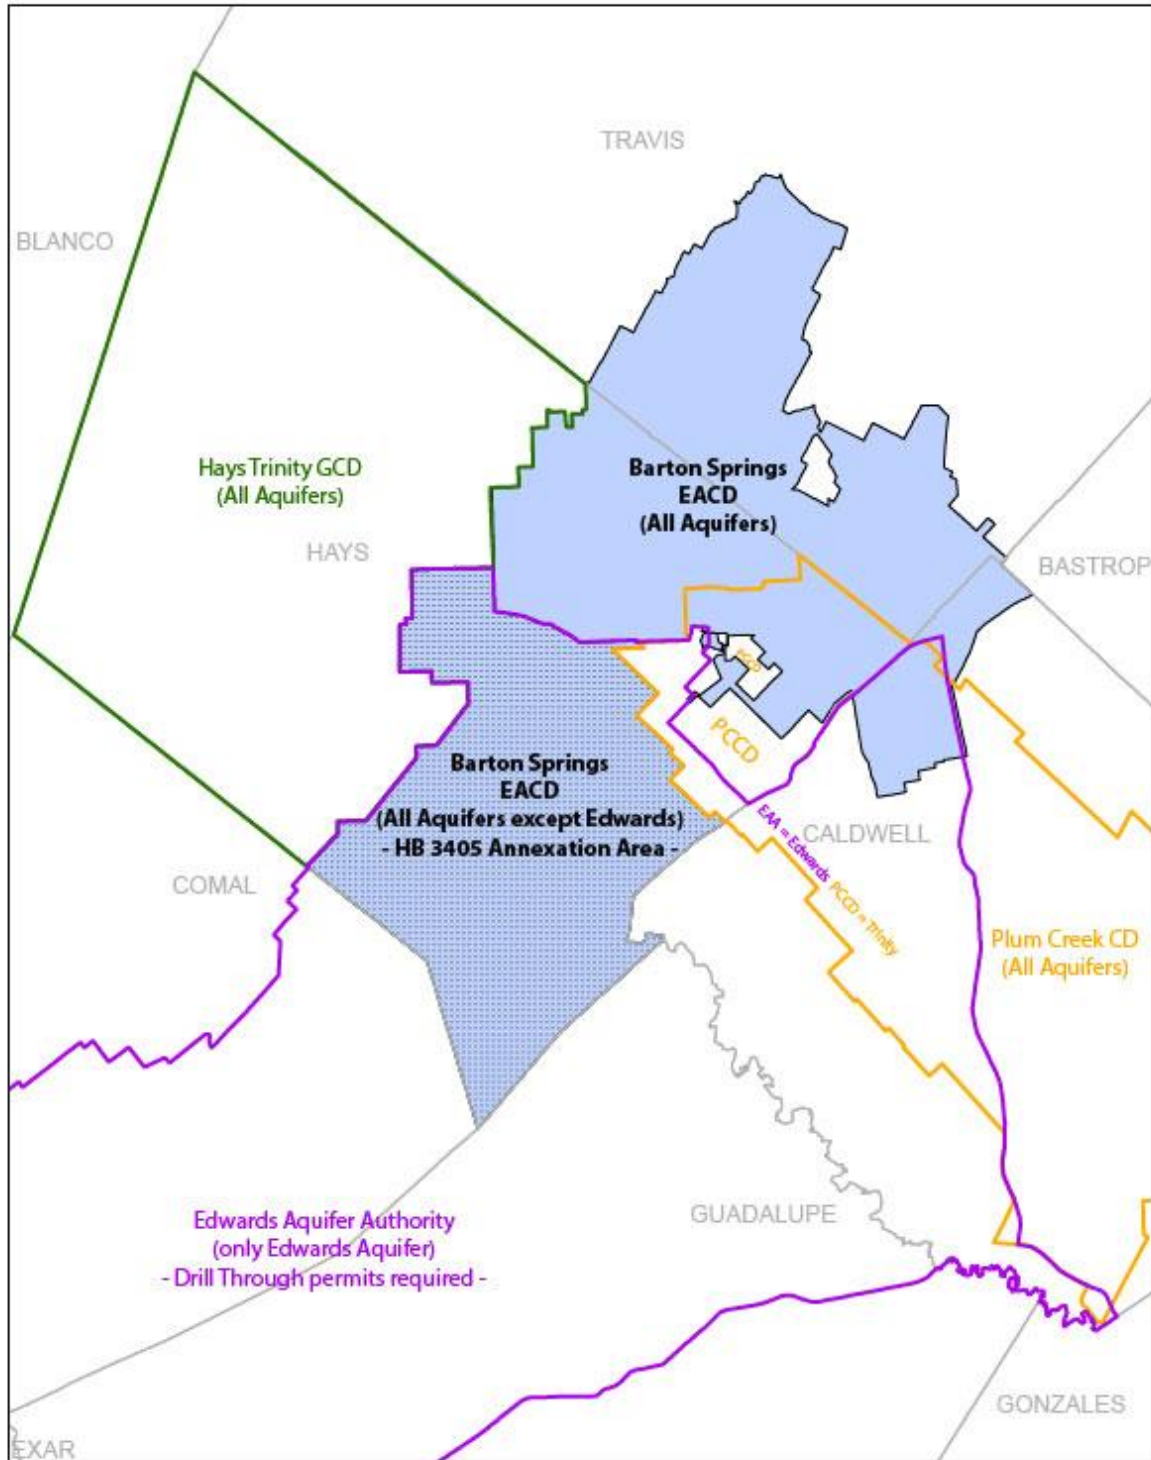 TRAVIS
BLANCO
Hays Trinity GCD
(All Aquifers)
Barton Springs
EACD
(All Aquifers)
HAYS
BASTROP
PCCD
PCCD
Barton Springs
EACD
(All Aquifers except Edwards)
- HB 3405 Annexation Area -
EAA = Edwards
PCCD = Trinity
CALDWELL
COMAL
Plum Creek CD
(All Aquifers)
Edwards Aquifer Authority
(only Edwards Aquifer)
- Drill Through permits required -
GUADALUPE
GONZALES
EXAR